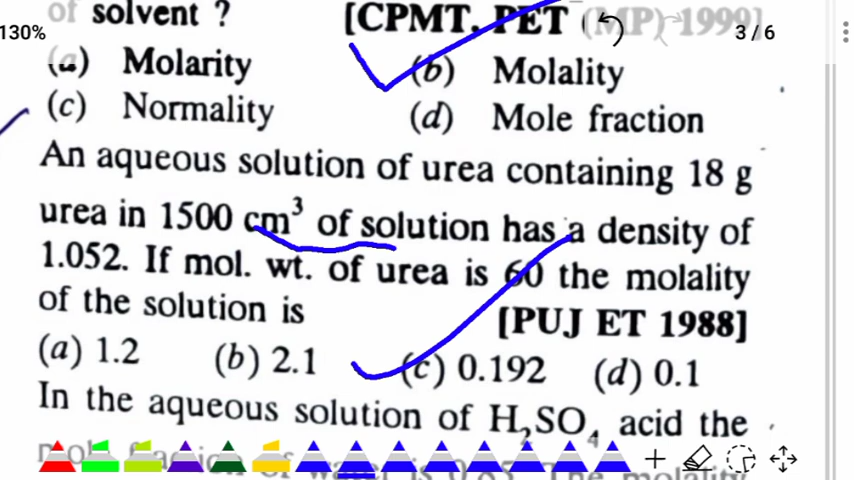 of solvent ? [CPMT. PET (MP) 1999]
130% 3 / 6
(a) Molarity (b) Molality
(c) Normality (d) Mole fraction
An aqueous solution of urea containing 18 g
urea in 1500 cm³ of solution has a density of
1.052. If mol. wt. of urea is 60 the molality
of the solution is [PUJ ET 1988]
(a) 1.2 (b) 2.1 (c) 0.192 (d) 0.1
In the aqueous solution of H₂SO₄ acid the